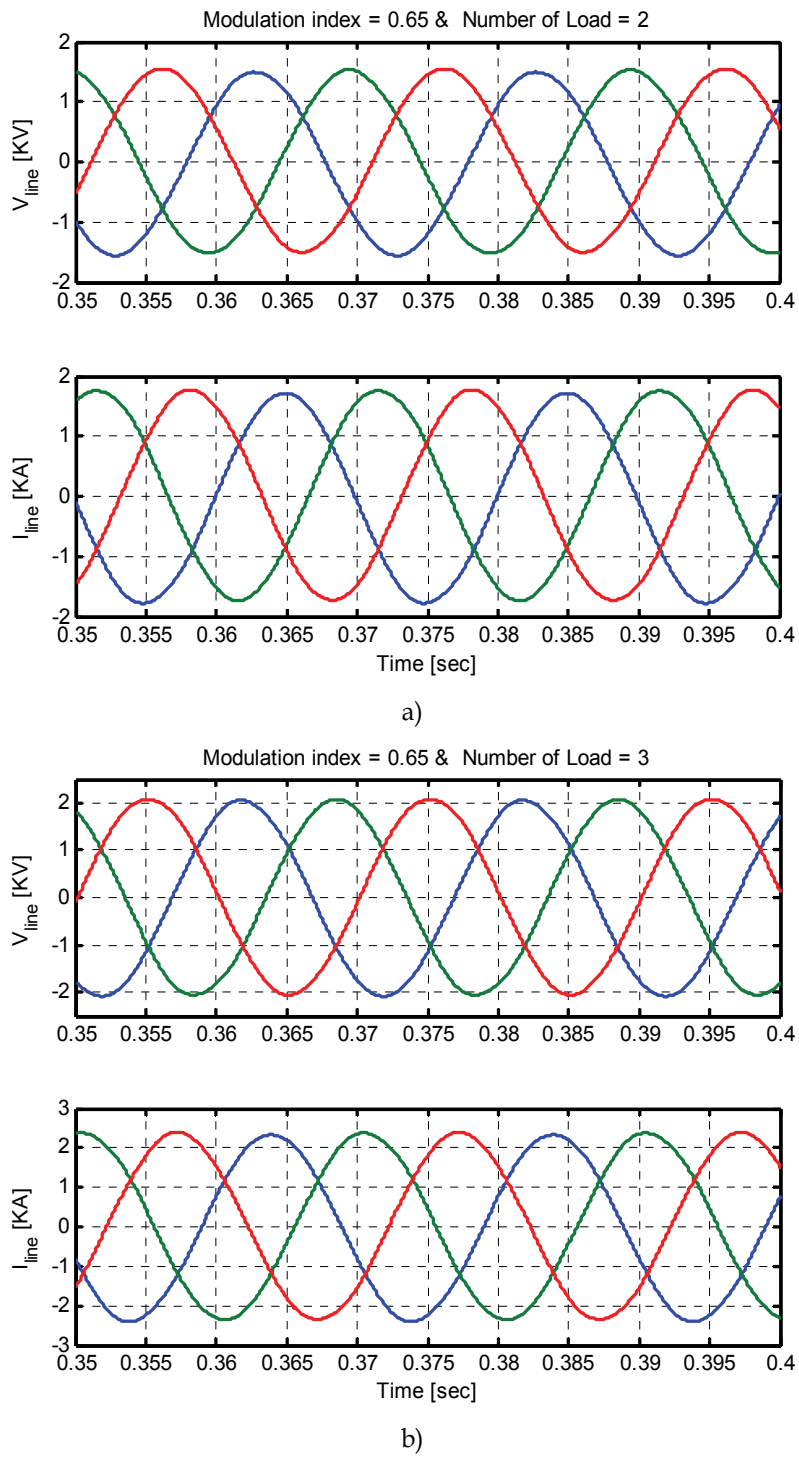 Modulation index = 0.65 & Number of Load = 2
V_line [KV]
2
1
0
-1
-2
0.35 0.355 0.36 0.365 0.37 0.375 0.38 0.385 0.39 0.395 0.4
I_line [KA]
2
1
0
-1
-2
0.35 0.355 0.36 0.365 0.37 0.375 0.38 0.385 0.39 0.395 0.4
Time [sec]
a)
Modulation index = 0.65 & Number of Load = 3
V_line [KV]
2
1
0
-1
-2
0.35 0.355 0.36 0.365 0.37 0.375 0.38 0.385 0.39 0.395 0.4
I_line [KA]
3
2
1
0
-1
-2
-3
0.35 0.355 0.36 0.365 0.37 0.375 0.38 0.385 0.39 0.395 0.4
Time [sec]
b)